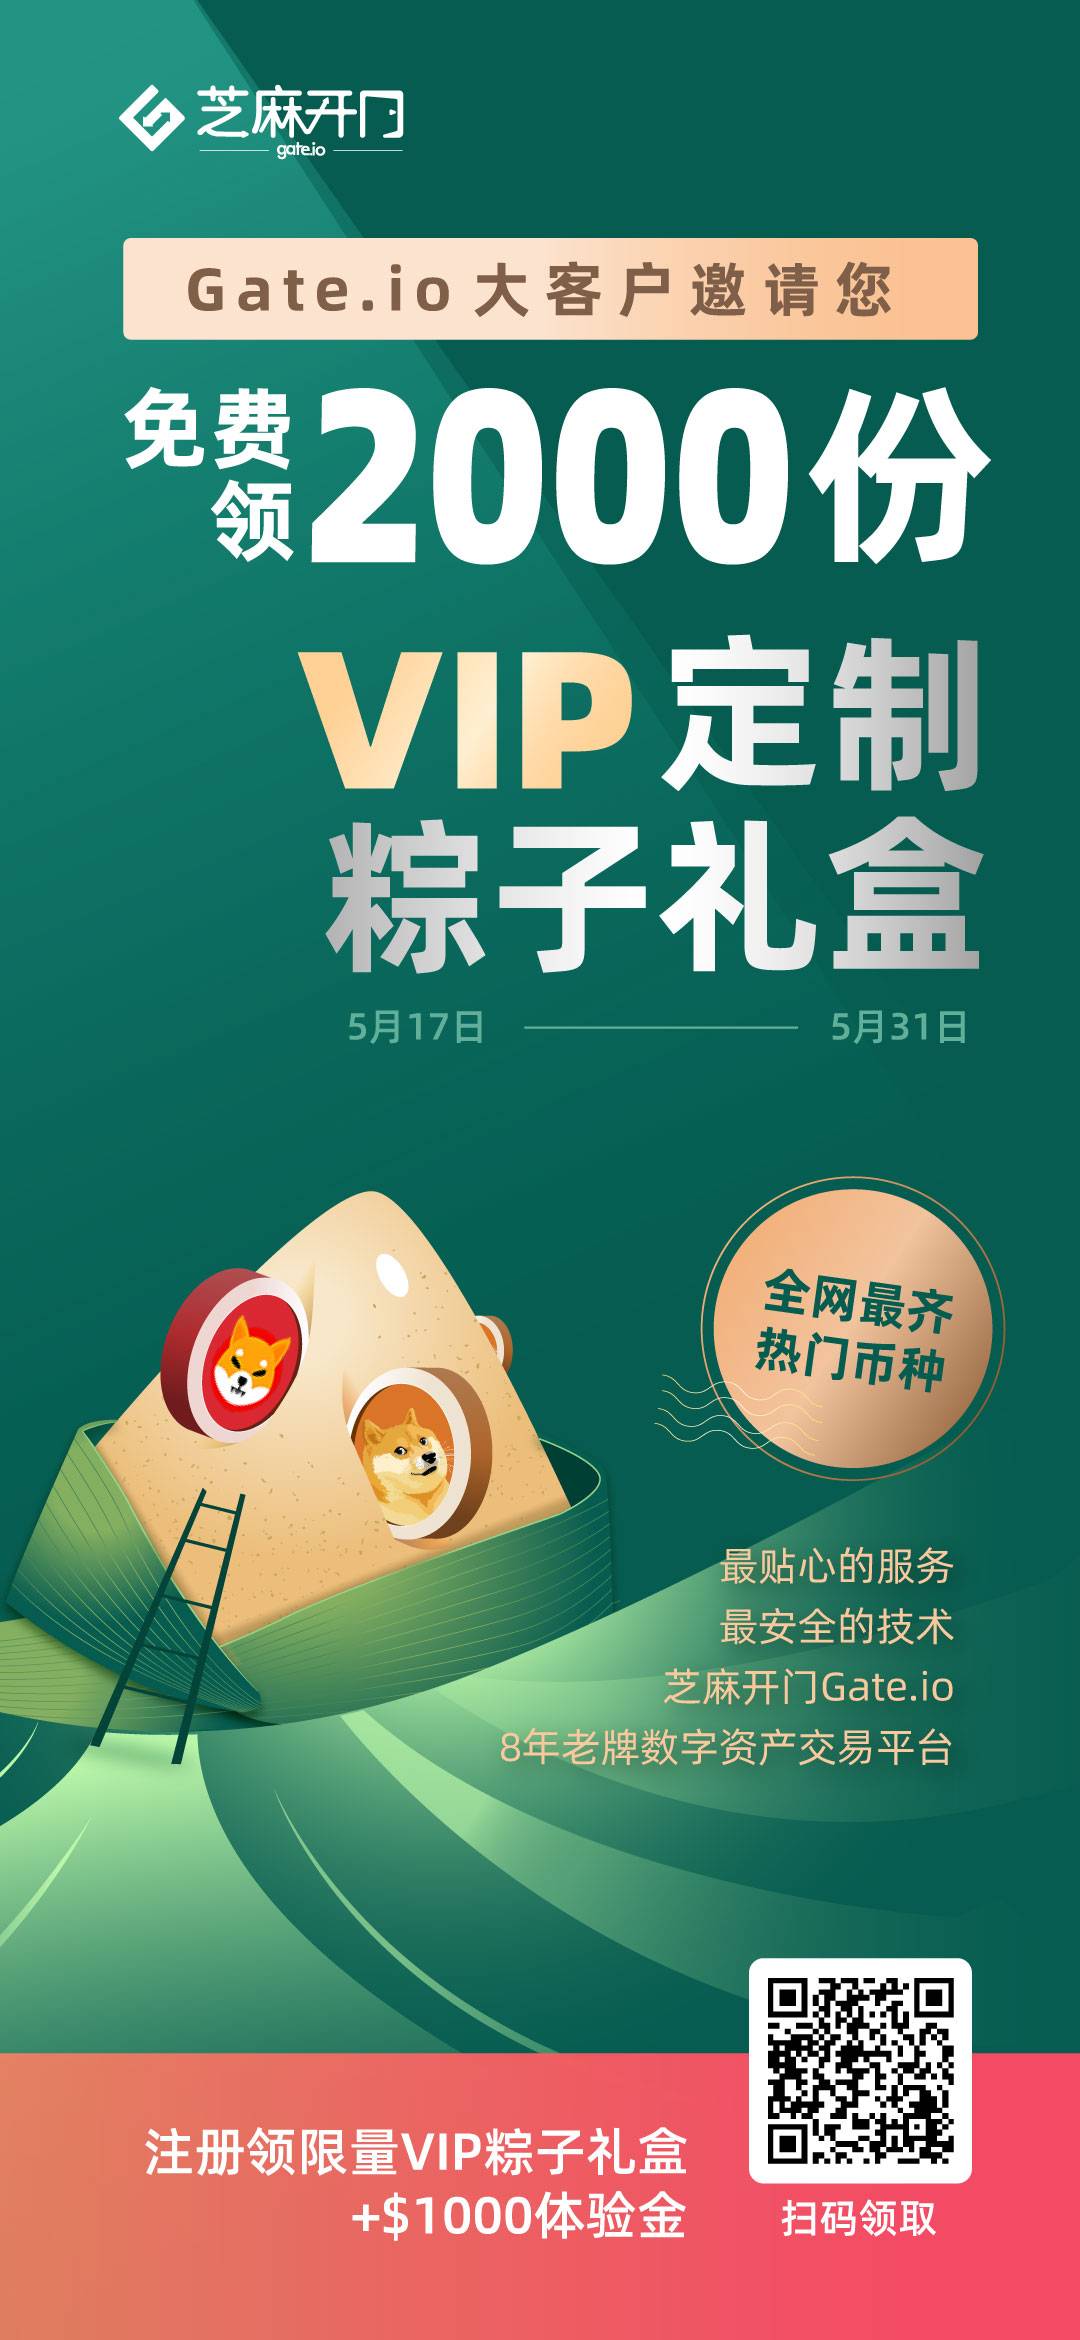 芝麻开门
gate.io
Gate.io大客户邀请您
免费领2000份
VIP定制
粽子礼盒
5月17日 5月31日
全网最齐
热门币种
最贴心的服务
最安全的技术
芝麻开门Gate.io
8年老牌数字资产交易平台
注册领限量VIP粽子礼盒
+$1000体验金
扫码领取